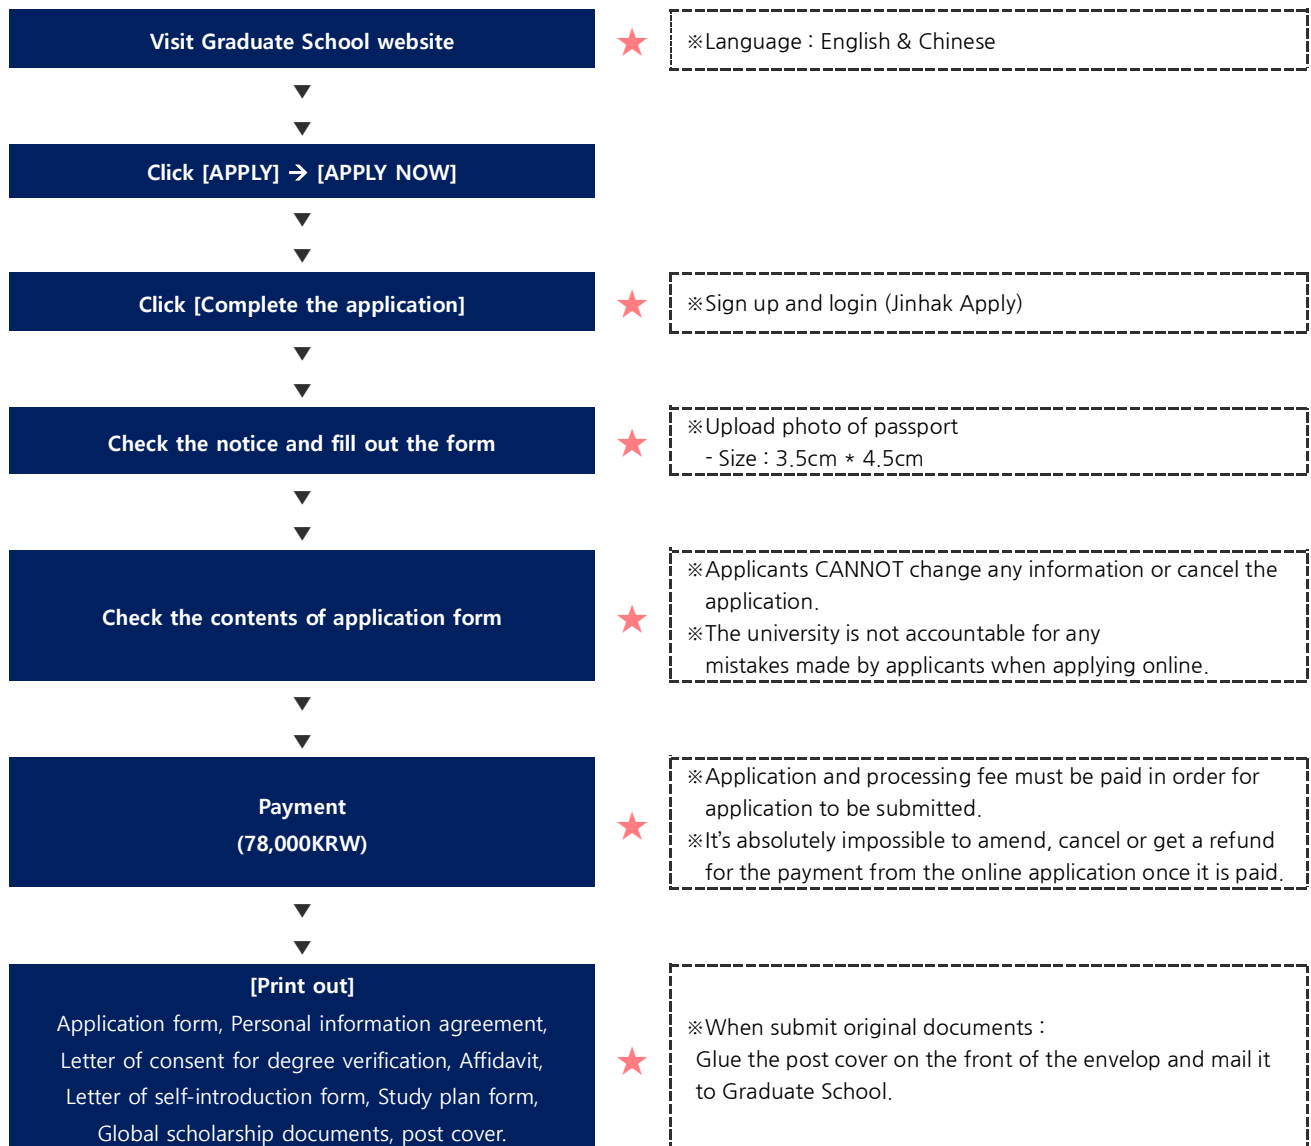 Visit Graduate School website
※Language : English & Chinese
Click [APPLY] → [APPLY NOW]
Click [Complete the application]
※Sign up and login (Jinhak Apply)
Check the notice and fill out the form
※Upload photo of passport
- Size : 3.5cm * 4.5cm
Check the contents of application form
※Applicants CANNOT change any information or cancel the
application.
※The university is not accountable for any
mistakes made by applicants when applying online.
Payment
(78,000KRW)
※Application and processing fee must be paid in order for
application to be submitted.
※It's absolutely impossible to amend, cancel or get a refund
for the payment from the online application once it is paid.
[Print out]
Application form, Personal information agreement,
Letter of consent for degree verification, Affidavit,
Letter of self-introduction form, Study plan form,
Global scholarship documents, post cover.
※When submit original documents :
Glue the post cover on the front of the envelop and mail it
to Graduate School.